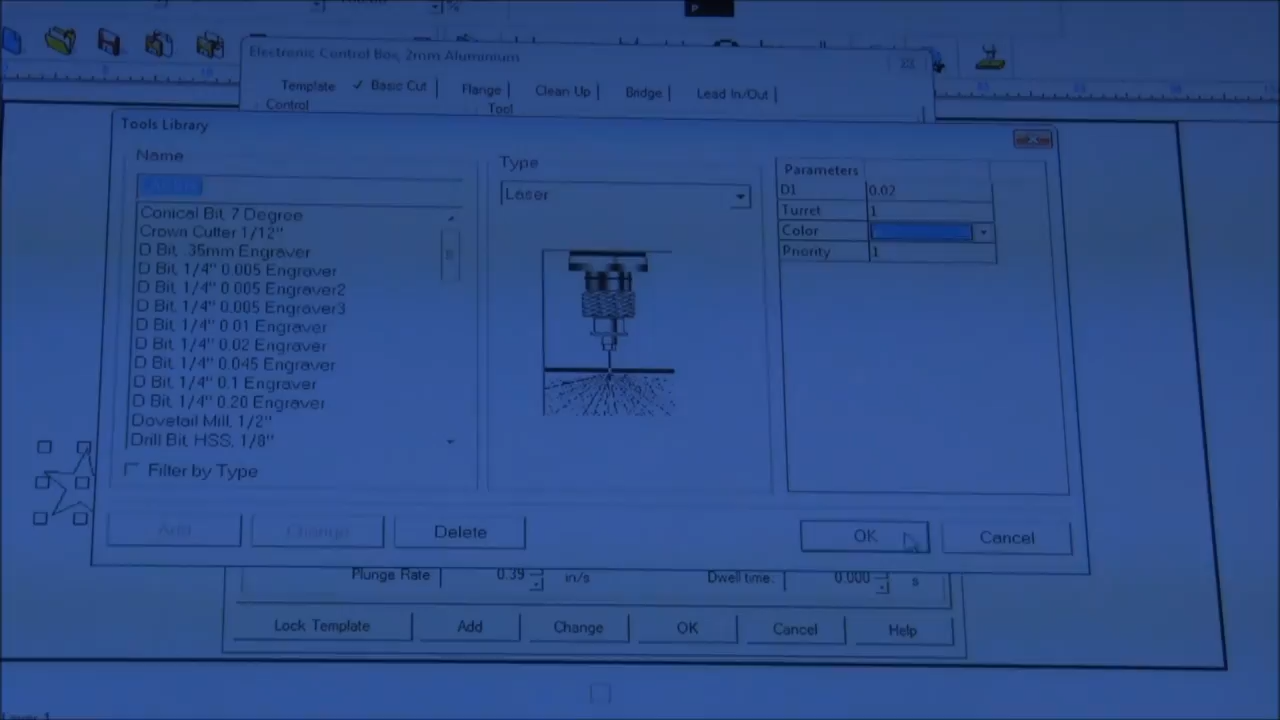 %
P
Electronic Control Box, 2mm Aluminium
Template ✓ Basic Cut Flange Clean Up Bridge Lead In/Out
Control Tool
Tools Library
Name
Type
Parameters
Laser
D1 0.02
Turret 1
Color
Priority 1
Conical Bit, 7 Degree
Crown Cutter 1/12"
D Bit, .35mm Engraver
D Bit, 1/4" 0.005 Engraver
D Bit, 1/4" 0.005 Engraver2
D Bit, 1/4" 0.005 Engraver3
D Bit, 1/4" 0.01 Engraver
D Bit, 1/4" 0.02 Engraver
D Bit, 1/4" 0.045 Engraver
D Bit, 1/4" 0.1 Engraver
D Bit, 1/4" 0.20 Engraver
Dovetail Mill, 1/2"
Drill Bit, HSS, 1/8"
Filter by Type
Add Change Delete OK Cancel
Plunge Rate 0.39 in/s Dwell time: 0.000 s
Lock Template Add Change OK Cancel Help